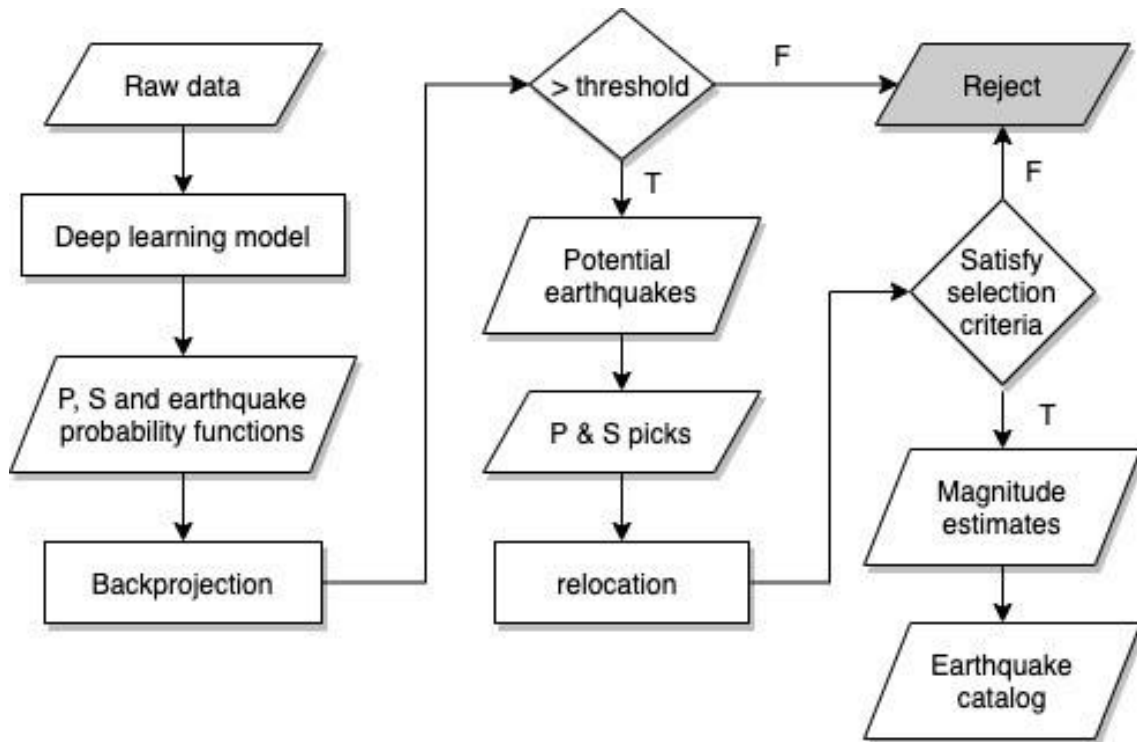 Raw data
Deep learning model
P, S and earthquake
probability functions
Backprojection
> threshold
F
T
Potential
earthquakes
P & S picks
relocation
Reject
F
Satisfy
selection
criteria
T
Magnitude
estimates
Earthquake
catalog